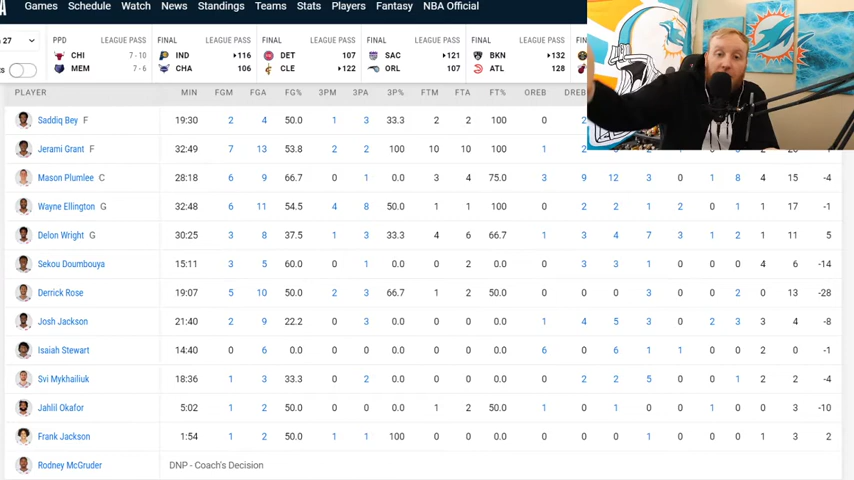 Games Schedule Watch News Standings Teams Stats Players Fantasy NBA Official
27 PPD LEAGUE PASS FINAL LEAGUE PASS FINAL LEAGUE PASS FINAL LEAGUE PASS FINAL LEAGUE PASS FINAL
CHI 7 - 10 IND 116 DET 107 SAC 121 BKN 132
MEM 7 - 6 CHA 106 CLE 122 ORL 107 ATL 128
PLAYER MIN FGM FGA FG% 3PM 3PA 3P% FTM FTA FT% OREB DREB
Saddiq Bey F 19:30 2 4 50.0 1 3 33.3 2 2 100 0 2
Jerami Grant F 32:49 7 13 53.8 2 2 100 10 10 100 1 2
Mason Plumlee C 28:18 6 9 66.7 0 1 0.0 3 4 75.0 3 9 12 3 0 1 8 4 15 -4
Wayne Ellington G 32:48 6 11 54.5 4 8 50.0 1 1 100 0 2 2 1 2 0 1 1 17 -1
Delon Wright G 30:25 3 8 37.5 1 3 33.3 4 6 66.7 1 3 4 7 3 1 2 1 11 5
Sekou Doumbouya 15:11 3 5 60.0 0 1 0.0 0 2 0.0 0 3 3 1 0 0 0 4 6 -14
Derrick Rose 19:07 5 10 50.0 2 3 66.7 1 2 50.0 0 0 0 3 0 0 2 0 13 -28
Josh Jackson 21:40 2 9 22.2 0 3 0.0 0 0 0.0 1 4 5 3 0 2 3 3 4 -8
Isaiah Stewart 14:40 0 6 0.0 0 0 0.0 0 0 0.0 6 0 6 1 1 0 0 2 0 -1
Svi Mykhailiuk 18:36 1 3 33.3 0 2 0.0 0 0 0.0 0 2 2 5 0 0 1 2 2 -4
Jahlil Okafor 5:02 1 2 50.0 0 0 0.0 1 2 50.0 1 0 1 0 0 1 0 0 3 -10
Frank Jackson 1:54 1 2 50.0 1 1 100 0 0 0.0 0 0 0 1 0 0 0 1 3 2
Rodney McGruder DNP - Coach's Decision